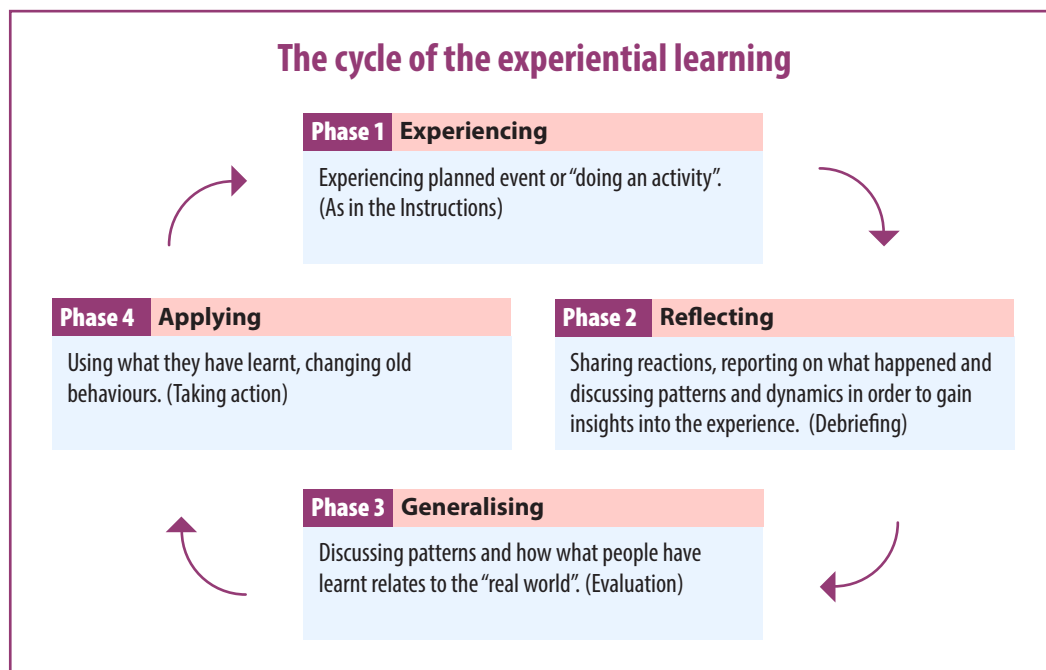 The cycle of the experiential learning
Phase 1 Experiencing
Experiencing planned event or “doing an activity”.
(As in the Instructions)
Phase 4 Applying
Using what they have learnt, changing old
behaviours. (Taking action)
Phase 2 Reflecting
Sharing reactions, reporting on what happened and
discussing patterns and dynamics in order to gain
insights into the experience. (Debriefing)
Phase 3 Generalising
Discussing patterns and how what people have
learnt relates to the “real world”. (Evaluation)